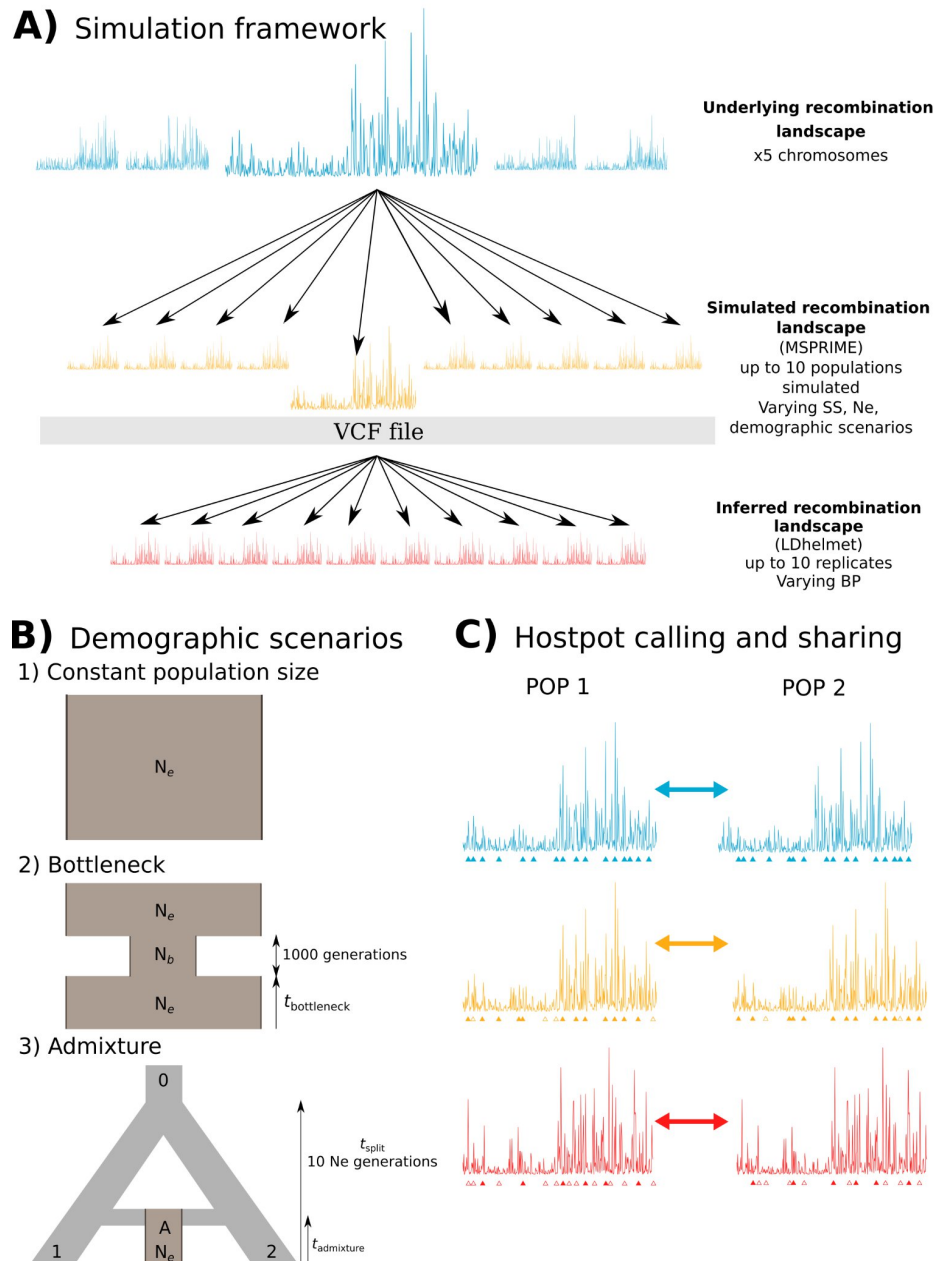 A) Simulation framework
Underlying recombination
landscape
x5 chromosomes
Simulated recombination
landscape
(MSPRIME)
up to 10 populations
simulated
Varying SS, Ne,
demographic scenarios
VCF file
Inferred recombination
landscape
(LDhelmet)
up to 10 replicates
Varying BP
B) Demographic scenarios
1) Constant population size
Ne
2) Bottleneck
Ne
Nb
1000 generations
Ne
tbottleneck
3) Admixture
0
tsplit
10 Ne generations
A
Ne
1
2
tadmixture
C) Hostpot calling and sharing
POP 1
POP 2